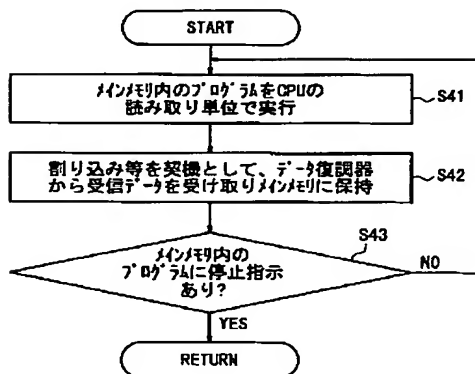 START
メインメモリ内のプログラムをCPUの
読み取り単位で実行
S41
割り込み等を契機として、データ復調器
から受信データを受け取りメインメモリに保持
S42
S43
メインメモリ内の
プログラムに停止指示
あり?
NO
YES
RETURN